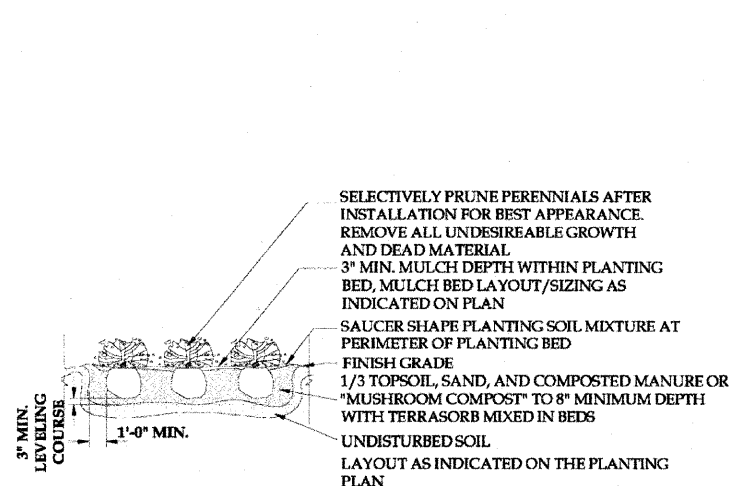 SELECTIVELY PRUNE PERENNIALS AFTER
INSTALLATION FOR BEST APPEARANCE.
REMOVE ALL UNDESIREABLE GROWTH
AND DEAD MATERIAL
3" MIN. MULCH DEPTH WITHIN PLANTING
BED, MULCH BED LAYOUT/SIZING AS
INDICATED ON PLAN
SAUCER SHAPE PLANTING SOIL MIXTURE AT
PERIMETER OF PLANTING BED
FINISH GRADE
1/3 TOPSOIL, SAND, AND COMPOSTED MANURE OR
"MUSHROOM COMPOST" TO 8" MINIMUM DEPTH
WITH TERRASORB MIXED IN BEDS
UNDISTURBED SOIL
LAYOUT AS INDICATED ON THE PLANTING
PLAN
3" MIN.
LEVELING
COURSE
1'-0" MIN.